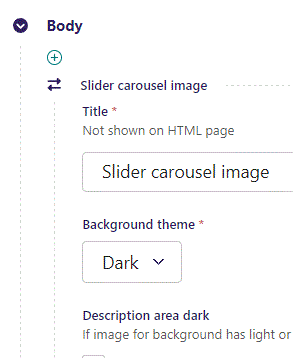 Body
Slider carousel image
Title *
Not shown on HTML page
Slider carousel image
Background theme *
Dark
Description area dark
If image for background has light or